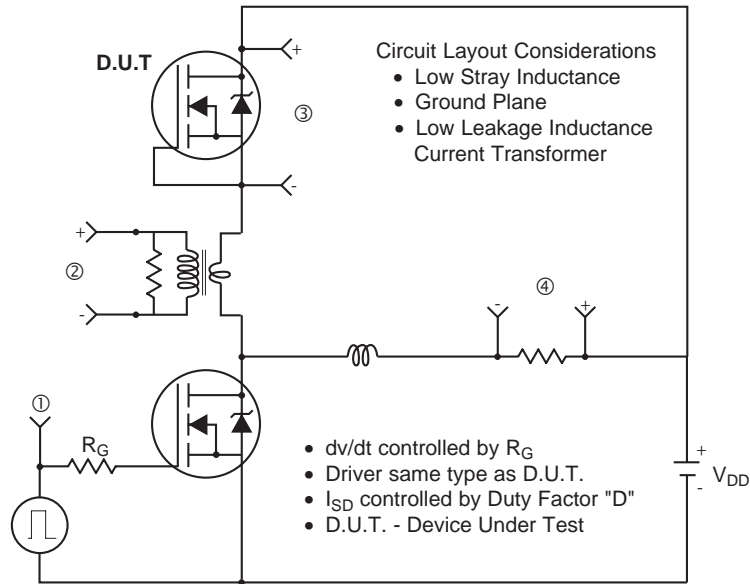 D.U.T
+
③
-
Circuit Layout Considerations
• Low Stray Inductance
• Ground Plane
• Low Leakage Inductance
Current Transformer
+
②
-
④
-
+
①
R_G
• dv/dt controlled by R_G
• Driver same type as D.U.T.
• I_SD controlled by Duty Factor "D"
• D.U.T. - Device Under Test
+
-
V_DD